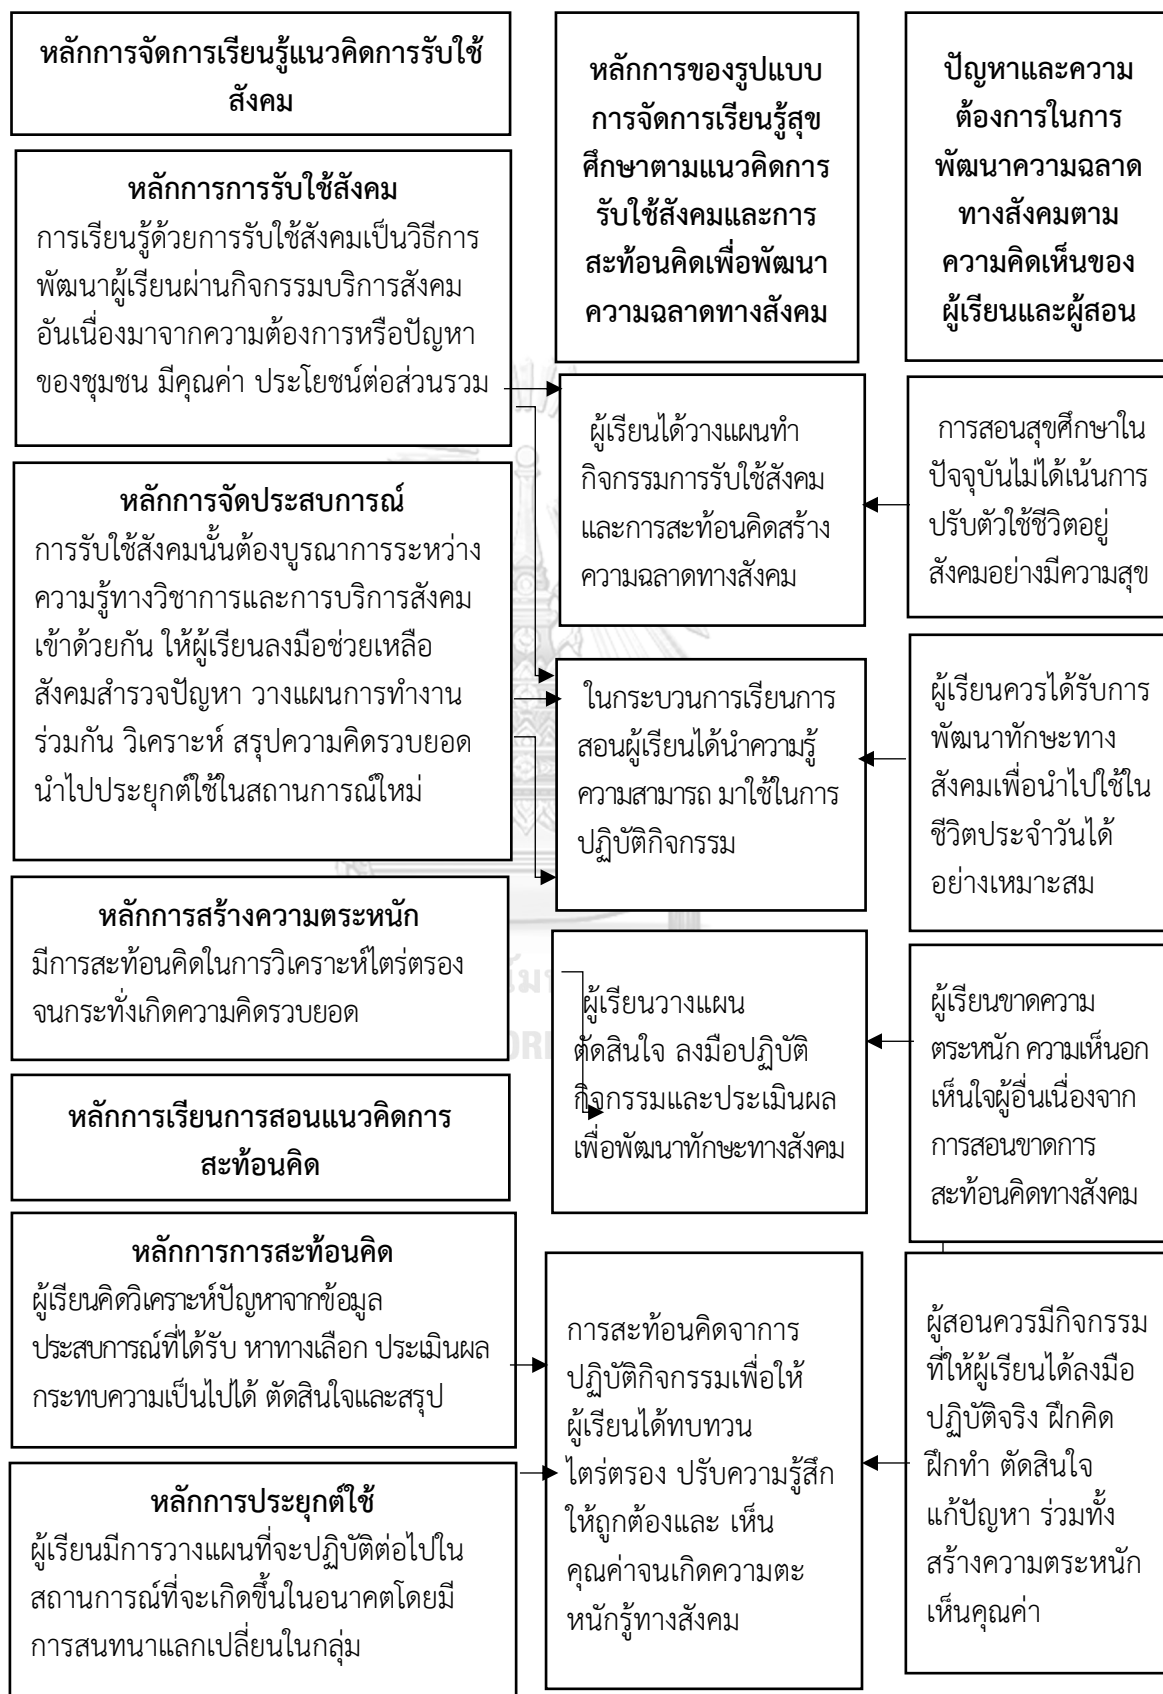 หลักการจัดการเรียนรู้แนวคิดการรับใช้
สังคม
หลักการการรับใช้สังคม
การเรียนรู้ด้วยการรับใช้สังคมเป็นวิธีการ
พัฒนาผู้เรียนผ่านกิจกรรมบริการสังคม
อันเนื่องมาจากความต้องการหรือปัญหา
ของชุมชน มีคุณค่า ประโยชน์ต่อส่วนรวม
หลักการจัดประสบการณ์
การรับใช้สังคมนั้นต้องบูรณาการระหว่าง
ความรู้ทางวิชาการและการบริการสังคม
เข้าด้วยกัน ให้ผู้เรียนลงมือช่วยเหลือ
สังคมสำรวจปัญหา วางแผนการทำงาน
ร่วมกัน วิเคราะห์ สรุปความคิดรวบยอด
นำไปประยุกต์ใช้ในสถานการณ์ใหม่
หลักการสร้างความตระหนัก
มีการสะท้อนคิดในการวิเคราะห์ไตร่ตรอง
จนกระทั่งเกิดความคิดรวบยอด
หลักการเรียนการสอนแนวคิดการ
สะท้อนคิด
หลักการการสะท้อนคิด
ผู้เรียนคิดวิเคราะห์ปัญหาจากข้อมูล
ประสบการณ์ที่ได้รับ หาทางเลือก ประเมินผล
กระทบความเป็นไปได้ ตัดสินใจและสรุป
หลักการประยุกต์ใช้
ผู้เรียนมีการวางแผนที่จะปฏิบัติต่อไปใน
สถานการณ์ที่จะเกิดขึ้นในอนาคตโดยมี
การสนทนาแลกเปลี่ยนในกลุ่ม
หลักการของรูปแบบ
การจัดการเรียนรู้สุข
ศึกษาตามแนวคิดการ
รับใช้สังคมและการ
สะท้อนคิดเพื่อพัฒนา
ความฉลาดทางสังคม
ผู้เรียนได้วางแผนทำ
กิจกรรมการรับใช้สังคม
และการสะท้อนคิดสร้าง
ความฉลาดทางสังคม
ในกระบวนการเรียนการ
สอนผู้เรียนได้นำความรู้
ความสามารถ มาใช้ในการ
ปฏิบัติกิจกรรม
ผู้เรียนวางแผน
ตัดสินใจ ลงมือปฏิบัติ
กิจกรรมและประเมินผล
เพื่อพัฒนาทักษะทางสังคม
การสะท้อนคิดจาการ
ปฏิบัติกิจกรรมเพื่อให้
ผู้เรียนได้ทบทวน
ไตร่ตรอง ปรับความรู้สึก
ให้ถูกต้องและ เห็น
คุณค่าจนเกิดความตะ
หนักรู้ทางสังคม
ปัญหาและความ
ต้องการในการ
พัฒนาความฉลาด
ทางสังคมตาม
ความคิดเห็นของ
ผู้เรียนและผู้สอน
การสอนสุขศึกษาใน
ปัจจุบันไม่ได้เน้นการ
ปรับตัวใช้ชีวิตอยู่
สังคมอย่างมีความสุข
ผู้เรียนควรได้รับการ
พัฒนาทักษะทาง
สังคมเพื่อนำไปใช้ใน
ชีวิตประจำวันได้
อย่างเหมาะสม
ผู้เรียนขาดความ
ตระหนัก ความเห็นอก
เห็นใจผู้อื่นเนื่องจาก
การสอนขาดการ
สะท้อนคิดทางสังคม
ผู้สอนควรมีกิจกรรม
ที่ให้ผู้เรียนได้ลงมือ
ปฏิบัติจริง ฝึกคิด
ฝึกทำ ตัดสินใจ
แก้ปัญหา ร่วมทั้ง
สร้างความตระหนัก
เห็นคุณค่า